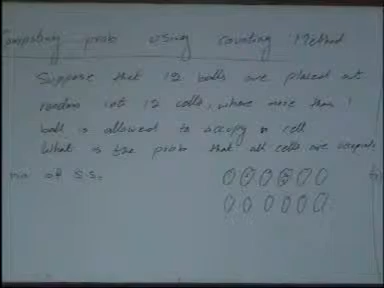 Computing prob using counting Method
Suppose that 12 balls are placed at
random into 12 cells, where more than 1
ball is allowed to occupy a cell
What is the prob that all cells are occupied
no of S.S.